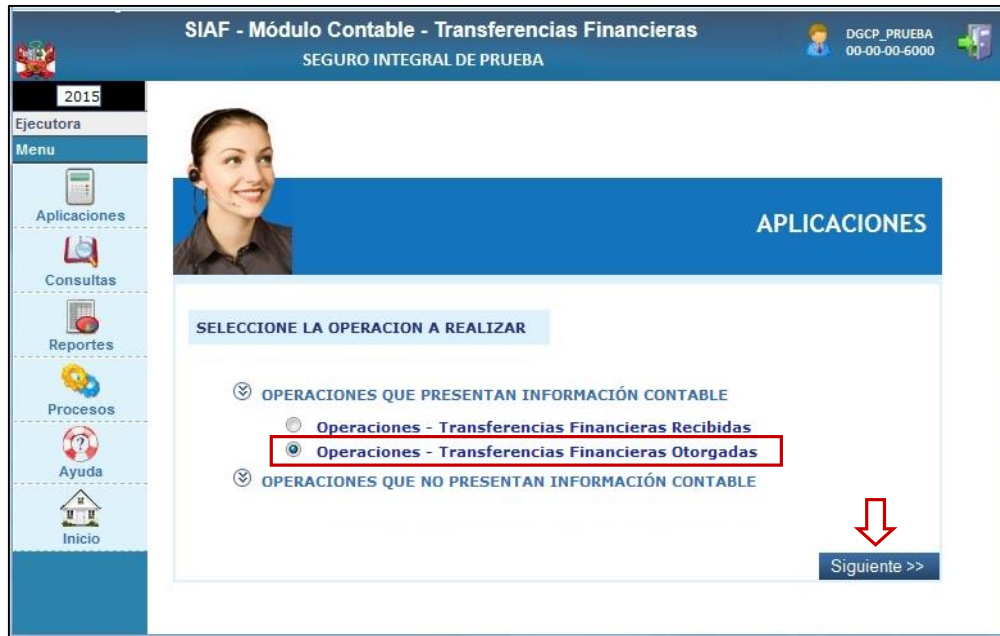 SIAF - Módulo Contable - Transferencias Financieras
SEGURO INTEGRAL DE PRUEBA
DGCP_PRUEBA
00-00-00-6000
2015
Ejecutora
Menu
Aplicaciones
Consultas
Reportes
Procesos
Ayuda
Inicio
APLICACIONES
SELECCIONE LA OPERACION A REALIZAR
OPERACIONES QUE PRESENTAN INFORMACIÓN CONTABLE
Operaciones - Transferencias Financieras Recibidas
Operaciones - Transferencias Financieras Otorgadas
OPERACIONES QUE NO PRESENTAN INFORMACIÓN CONTABLE
Siguiente >>